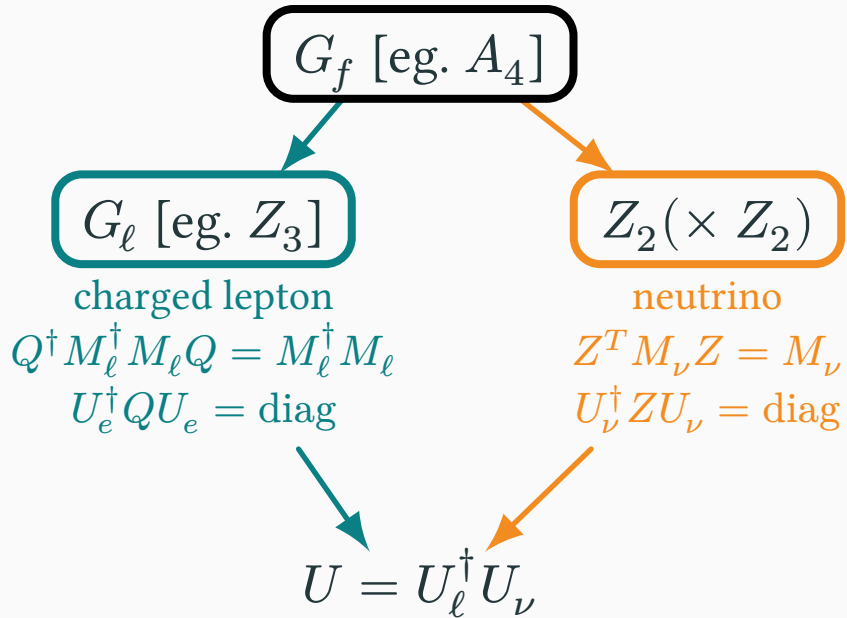 G_f [eg. A_4]
G_ℓ [eg. Z_3]
Z_2(× Z_2)
charged lepton
Q^† M_ℓ^† M_ℓ Q = M_ℓ^† M_ℓ
U_e^† Q U_e = diag
neutrino
Z^T M_ν Z = M_ν
U_ν^† Z U_ν = diag
U = U_ℓ^† U_ν